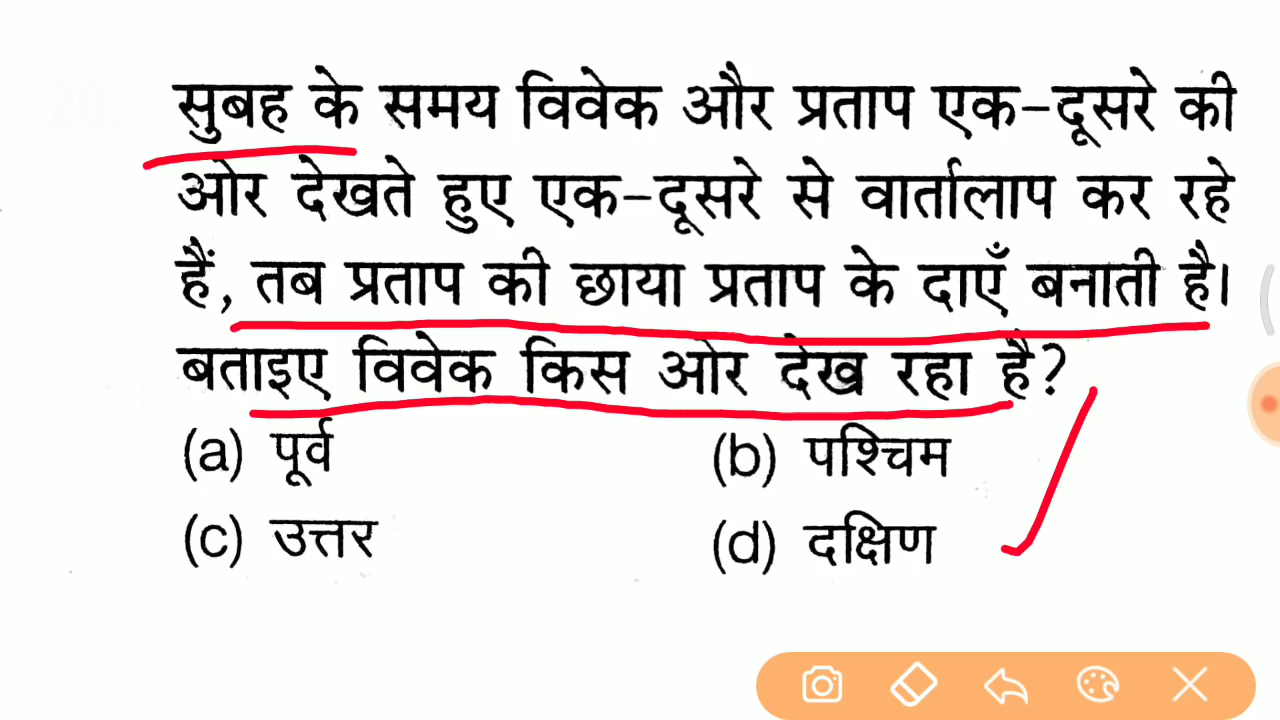 20.
सुबह के समय विवेक और प्रताप एक-दूसरे की
ओर देखते हुए एक-दूसरे से वार्तालाप कर रहे
हैं, तब प्रताप की छाया प्रताप के दाएँ बनाती है।
बताइए विवेक किस ओर देख रहा है?
(a) पूर्व (b) पश्चिम
(c) उत्तर (d) दक्षिण